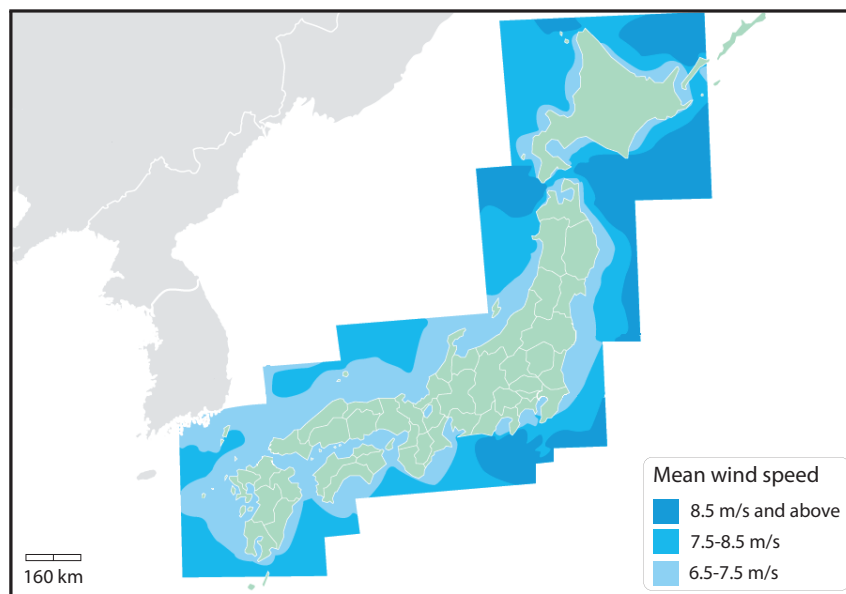 Mean wind speed
8.5 m/s and above
7.5-8.5 m/s
6.5-7.5 m/s
160 km